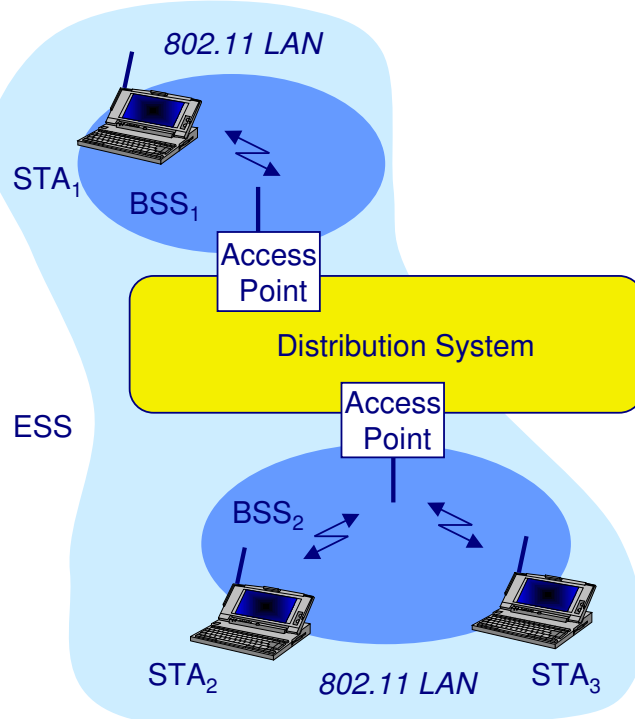 802.11 LAN
STA₁
BSS₁
Access
Point
Distribution System
Access
Point
ESS
BSS₂
STA₂
802.11 LAN
STA₃